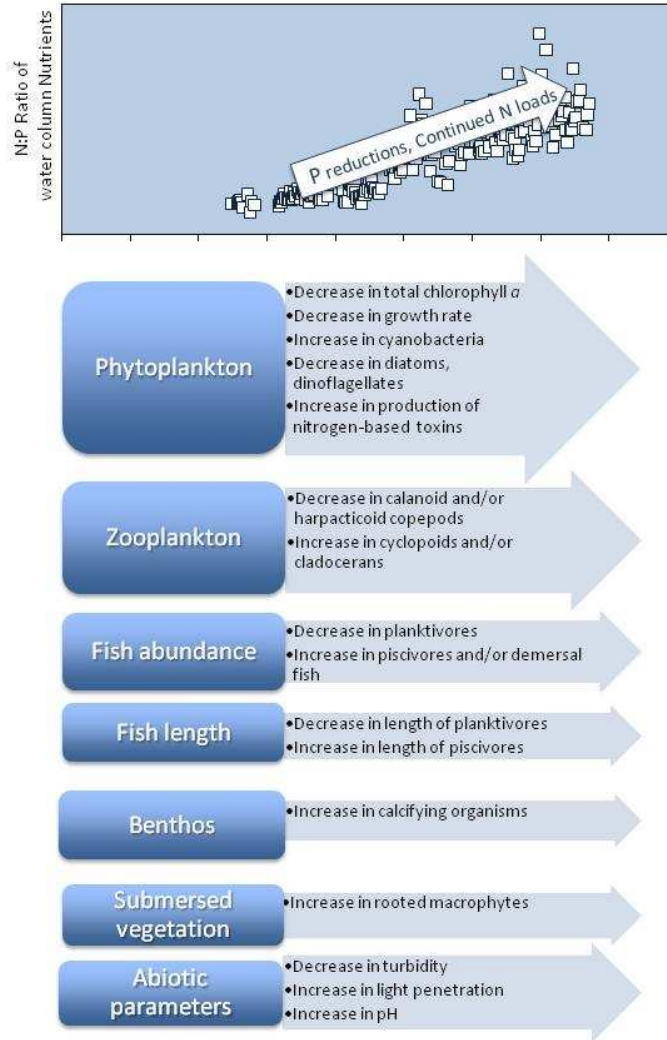 N:P Ratio of
water column Nutrients
P reductions, Continued N loads
Phytoplankton
•Decrease in total chlorophyll a
•Decrease in growth rate
•Increase in cyanobacteria
•Decrease in diatoms,
dinoflagellates
•Increase in production of
nitrogen-based toxins
Zooplankton
•Decrease in calanoid and/or
harpacticoid copepods
•Increase in cyclopoids and/or
cladocerans
Fish abundance
•Decrease in planktivores
•Increase in piscivores and/or demersal
fish
Fish length
•Decrease in length of planktivores
•Increase in length of piscivores
Benthos
•Increase in calcifying organisms
Submersed
vegetation
•Increase in rooted macrophytes
Abiotic
parameters
•Decrease in turbidity
•Increase in light penetration
•Increase in pH